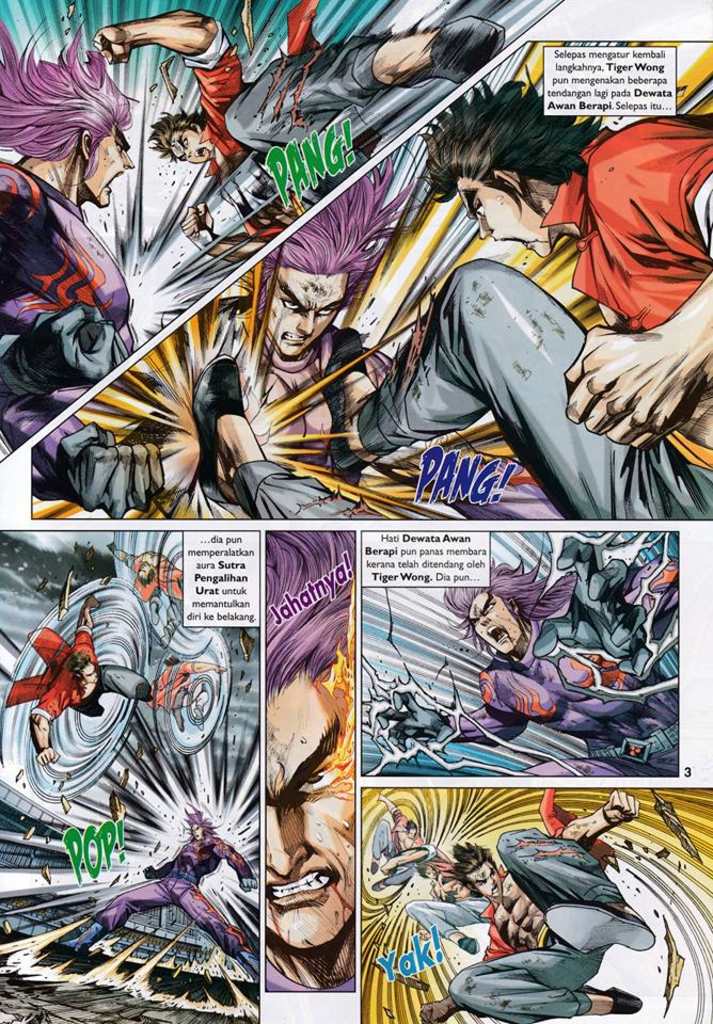 PANG!
Selepas mengatur kembali
langkahnya, Tiger Wong
pun mengenakan beberapa
tendangan lagi pada Dewata
Awan Berapi. Selepas itu...
PANG!
...dia pun
memperalatkan
aura Sutra
Pengalihan
Urat untuk
memantulkan
diri ke belakang.
POP!
Jahatnya!
Hati Dewata Awan
Berapi pun panas membara
kerana telah ditendang oleh
Tiger Wong. Dia pun...
3
Yak!